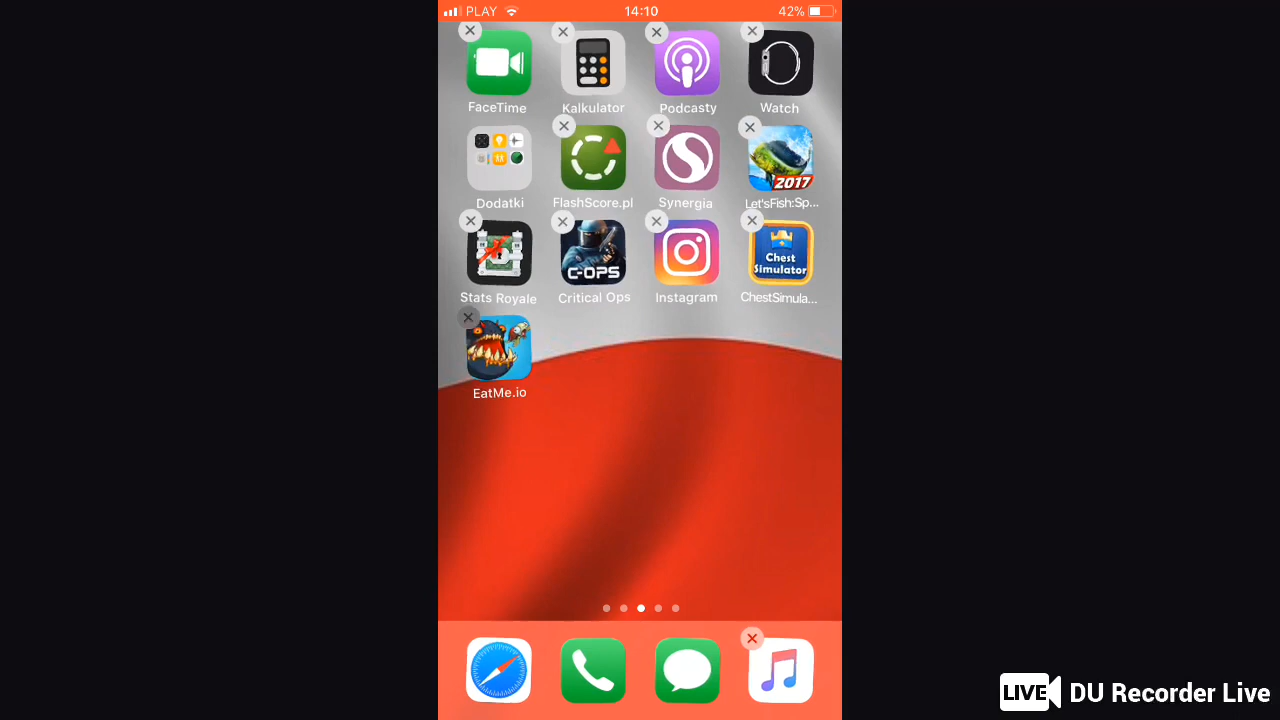 PLAY 14:10 42%
FaceTime Kalkulator Podcasty Watch
2017
Dodatki FlashScore.pl Synergia Let'sFish:Sp...
C-OPS Chest Simulator
Stats Royale Critical Ops Instagram ChestSimula...
EatMe.io
LIVE DU Recorder Live